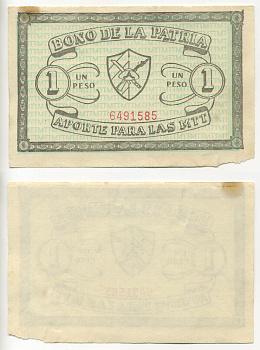 BONO DE LA PATRIA
1 UN PESO UN PESO 1
6491585
APORTE PARA LAS MTT